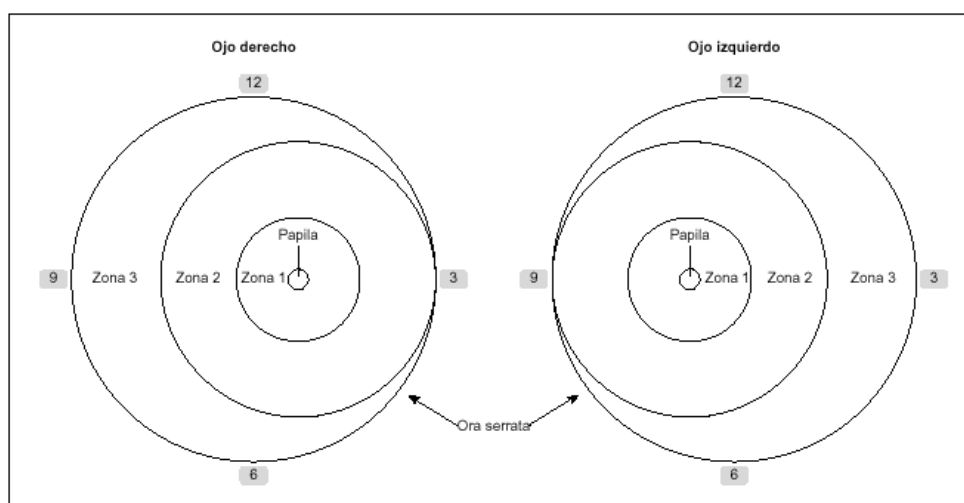 Ojo derecho
Ojo izquierdo
12
12
Papila
Papila
9
Zona 3
Zona 2
Zona 1
3
9
Zona 1
Zona 2
Zona 3
3
Ora serrata
6
6